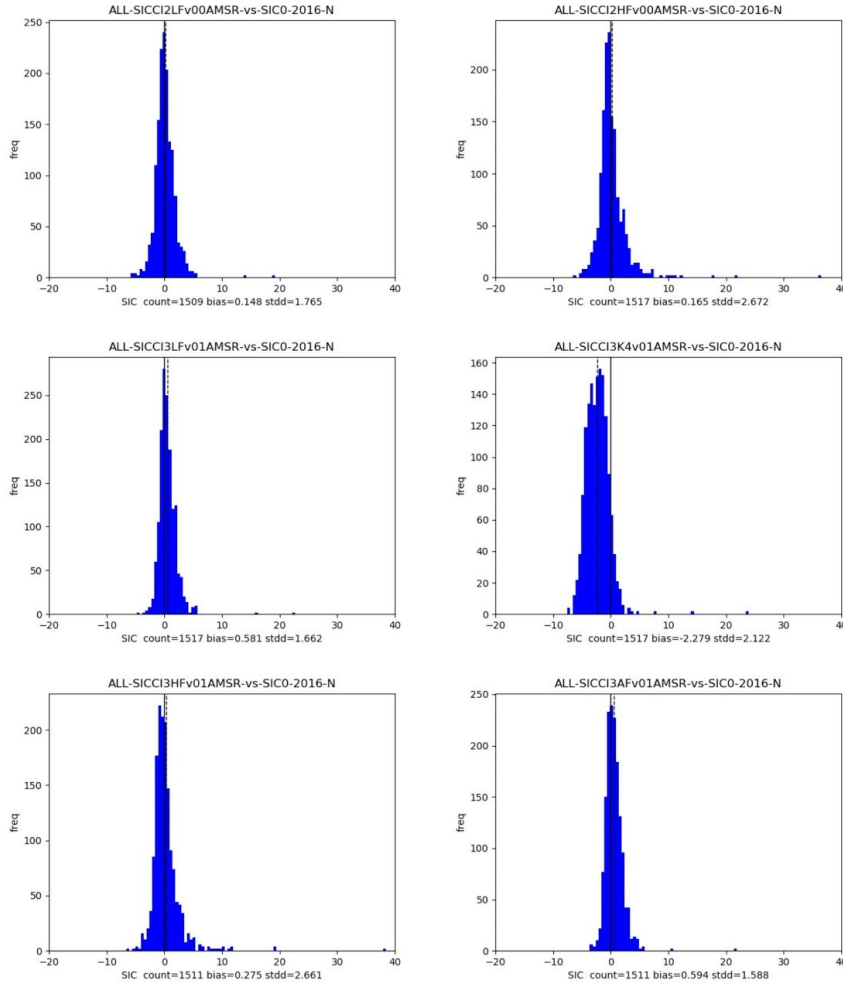 ALL-SICCI2LFv00AMSR-vs-SIC0-2016-N
250
200
150
100
50
0
freq
−20 −10 0 10 20 30 40
SIC count=1509 bias=0.148 stdd=1.765
ALL-SICCI2HFv00AMSR-vs-SIC0-2016-N
200
150
100
50
0
freq
−20 −10 0 10 20 30 40
SIC count=1517 bias=0.165 stdd=2.672
ALL-SICCI3LFv01AMSR-vs-SIC0-2016-N
250
200
150
100
50
0
freq
−20 −10 0 10 20 30 40
SIC count=1517 bias=0.581 stdd=1.662
ALL-SICCI3K4v01AMSR-vs-SIC0-2016-N
160
140
120
100
80
60
40
20
0
freq
−20 −10 0 10 20 30 40
SIC count=1517 bias=-2.279 stdd=2.122
ALL-SICCI3HFv01AMSR-vs-SIC0-2016-N
200
150
100
50
0
freq
−20 −10 0 10 20 30 40
SIC count=1511 bias=0.275 stdd=2.661
ALL-SICCI3AFv01AMSR-vs-SIC0-2016-N
250
200
150
100
50
0
freq
−20 −10 0 10 20 30 40
SIC count=1511 bias=0.594 stdd=1.588